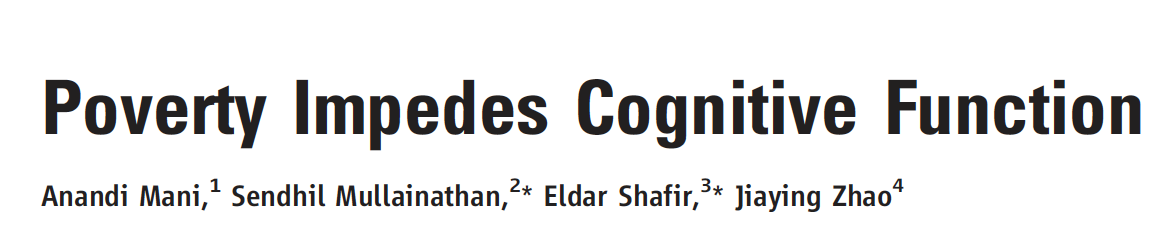 Poverty Impedes Cognitive Function
Anandi Mani,¹ Sendhil Mullainathan,²* Eldar Shafir,³* Jiaying Zhao⁴